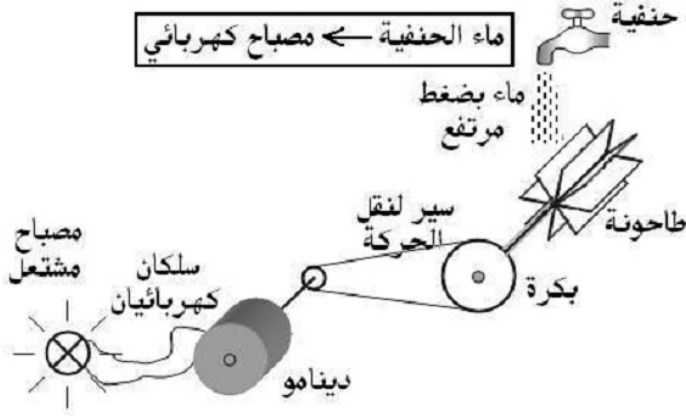 حنفية
ماء الحنفية ← مصباح كهربائي
ماء بضغط
مرتفع
طاحونة
سير لنقل
الحركة
بكرة
مصباح
مشتعل
سلكان
كهربائيان
دينامو